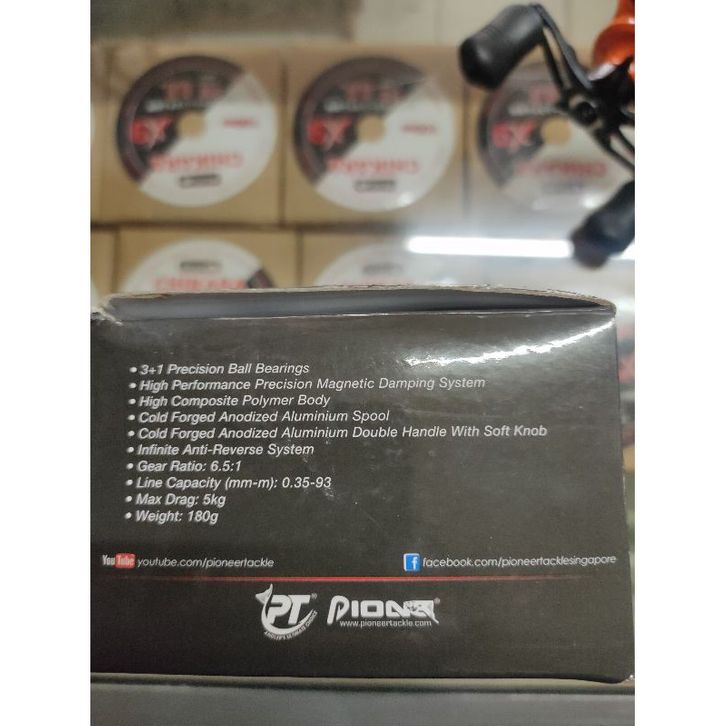 • 3+1 Precision Ball Bearings
• High Performance Precision Magnetic Damping System
• High Composite Polymer Body
• Cold Forged Anodized Aluminium Spool
• Cold Forged Anodized Aluminium Double Handle With Soft Knob
• Infinite Anti-Reverse System
• Gear Ratio: 6.5:1
• Line Capacity (mm-m): 0.35-93
• Max Drag: 5kg
• Weight: 180g
YouTube youtube.com/pioneertackle
f facebook.com/pioneertacklesingapore
PT®
ANGLER'S ULTIMATE CHOICE
®
www.pioneertackle.com